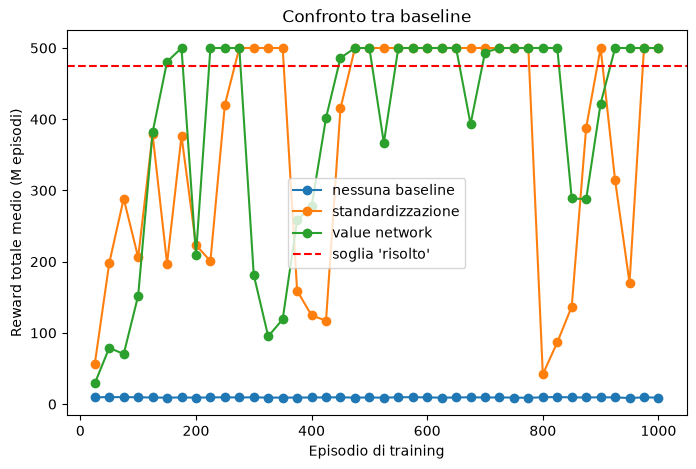 Confronto tra baseline
Reward totale medio (M episodi)
500
400
300
200
100
0
nessuna baseline
standardizzazione
value network
soglia 'risolto'
0 200 400 600 800 1000
Episodio di training